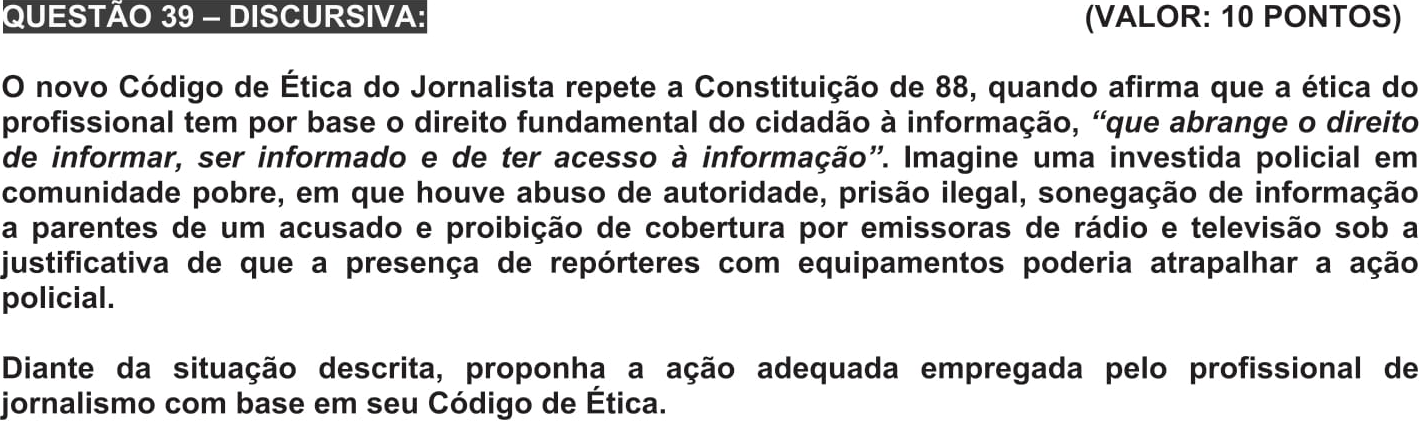 QUESTÃO 39 – DISCURSIVA: (VALOR: 10 PONTOS)
O novo Código de Ética do Jornalista repete a Constituição de 88, quando afirma que a ética do
profissional tem por base o direito fundamental do cidadão à informação, “que abrange o direito
de informar, ser informado e de ter acesso à informação”. Imagine uma investida policial em
comunidade pobre, em que houve abuso de autoridade, prisão ilegal, sonegação de informação
a parentes de um acusado e proibição de cobertura por emissoras de rádio e televisão sob a
justificativa de que a presença de repórteres com equipamentos poderia atrapalhar a ação
policial.
Diante da situação descrita, proponha a ação adequada empregada pelo profissional de
jornalismo com base em seu Código de Ética.